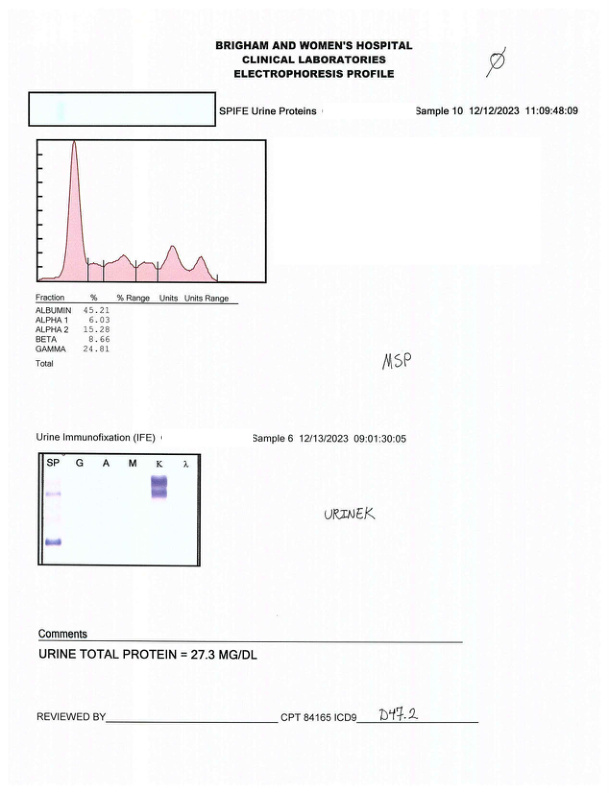 BRIGHAM AND WOMEN'S HOSPITAL
CLINICAL LABORATORIES
ELECTROPHORESIS PROFILE
Ø
SPIFE Urine Proteins Sample 10 12/12/2023 11:09:48:09
Fraction % % Range Units Units Range
ALBUMIN 45.21
ALPHA 1 6.03
ALPHA 2 15.28
BETA 8.66
GAMMA 24.81
Total
MSP
Urine Immunofixation (IFE) Sample 6 12/13/2023 09:01:30:05
SP G A M K λ
URINEK
Comments
URINE TOTAL PROTEIN = 27.3 MG/DL
REVIEWED BY CPT 84165 ICD9 D47.2